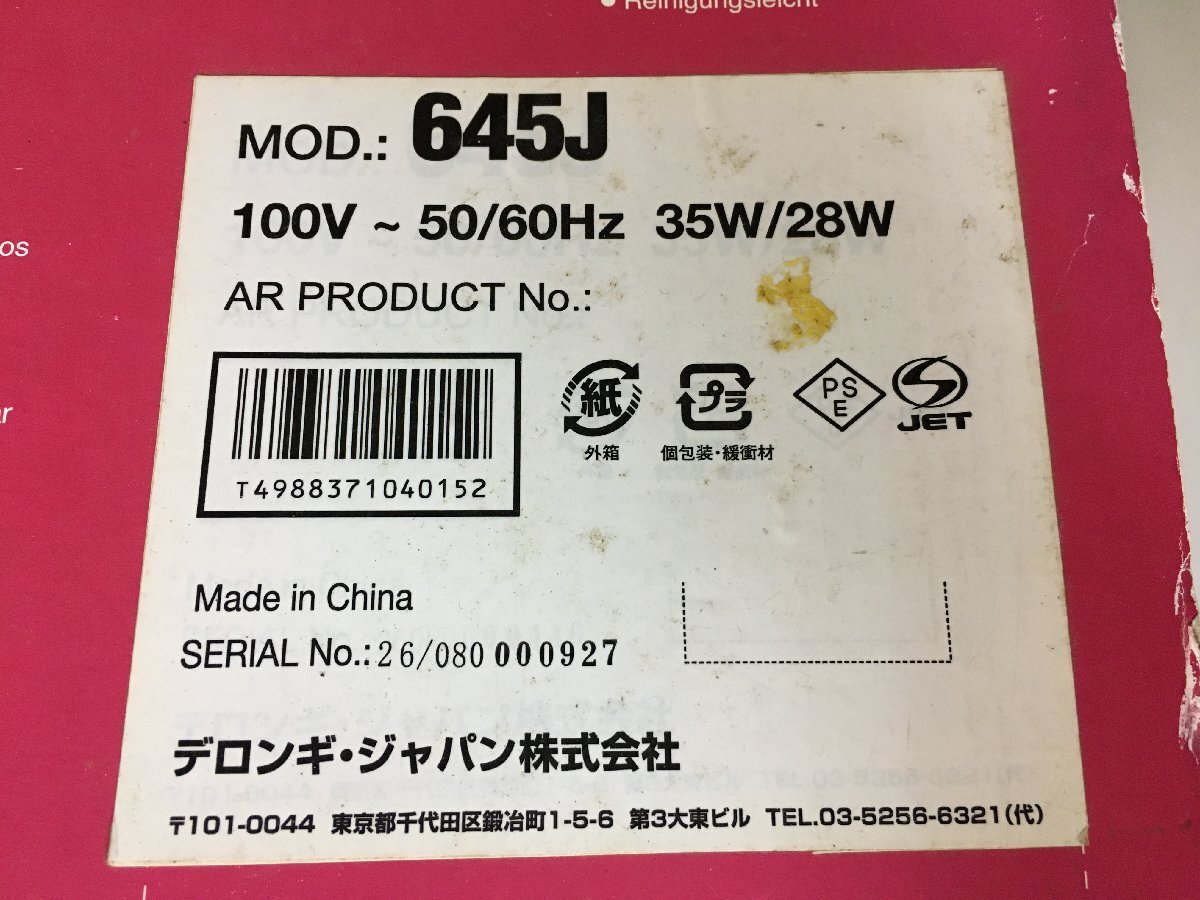 ● Reinigungsleicht
os
ar
MOD.: 645J
100V ~ 50/60Hz 35W/28W
AR PRODUCT No.:
T4988371040152
紙
外箱
プラ
個包装・緩衝材
PS
E
JET
Made in China
SERIAL No.: 26/080 000927
デロンギ・ジャパン株式会社
〒101-0044 東京都千代田区鍛冶町1-5-6 第3大東ビル TEL.03-5256-6321(代)